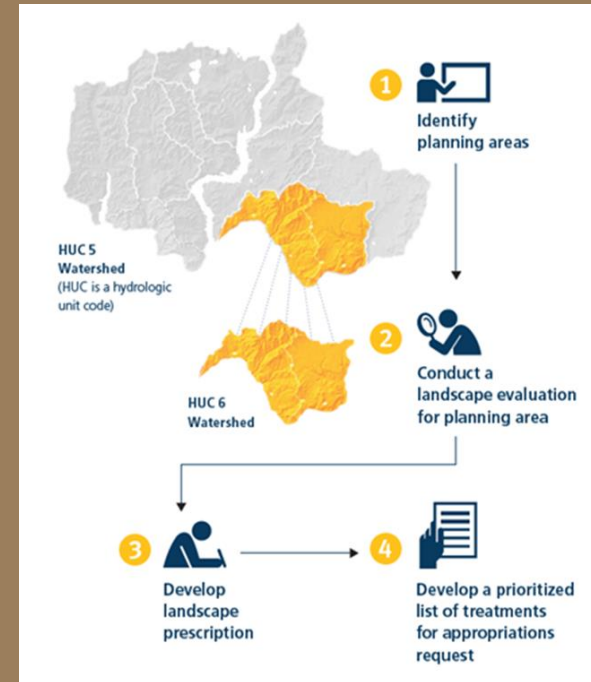 1
Identify
planning areas
HUC 5
Watershed
(HUC is a hydrologic
unit code)
2
Conduct a
landscape evaluation
for planning area
HUC 6
Watershed
3
Develop
landscape
prescription
4
Develop a prioritized
list of treatments
for appropriations
request